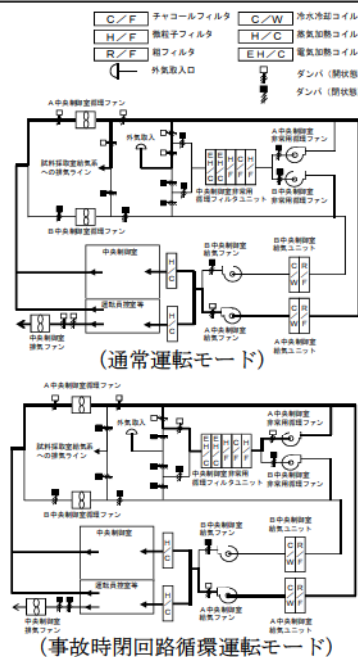 C/F チャコールフィルタ
C/W 冷水冷却コイル
H/F 微粒子フィルタ
H/C 蒸気加熱コイル
R/F 粗フィルタ
EH/C 電気加熱コイル
外気取入口
ダンパ(開状態)
ダンパ(閉状態)
A中央制御室循環ファン
外気取入
A中央制御室
非常用循環ファン
試料採取室給気系
への排気ライン
EHC
HF
CF
HF
中央制御室非常用
循環フィルタユニット
B中央制御室
非常用循環ファン
B中央制御室循環ファン
中央制御室
H/C
B中央制御室
給気ファン
B中央制御室
給気ユニット
C/W
R/F
運転員控室等
H/C
C/W
R/F
中央制御室
排気ファン
A中央制御室
給気ファン
A中央制御室
給気ユニット
(通常運転モード)
A中央制御室循環ファン
外気取入
A中央制御室
非常用循環ファン
試料採取室給気系
への排気ライン
EHC
HF
CF
HF
中央制御室非常用
循環フィルタユニット
B中央制御室
非常用循環ファン
B中央制御室循環ファン
中央制御室
H/C
B中央制御室
給気ファン
B中央制御室
給気ユニット
C/W
R/F
運転員控室等
H/C
C/W
R/F
中央制御室
排気ファン
A中央制御室
給気ファン
A中央制御室
給気ユニット
(事故時閉回路循環運転モード)